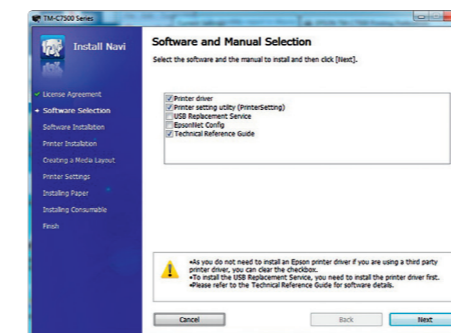 TM-C7500 Series
Install Navi
License Agreement
Software Selection
Software Installation
Printer Installation
Creating a Media Layout
Printer Settings
Installing Paper
Installing Consumable
Finish
Software and Manual Selection
Select the software and the manual to install and then click [Next].
Printer driver
Printer setting utility (PrinterSetting)
USB Replacement Service
EpsonNet Config
Technical Reference Guide
•As you do not need to install an Epson printer driver if you are using a third party
printer driver, you can clear the checkbox.
•To install the USB Replacement Service, you need to install the printer driver first.
•Please refer to the Technical Reference Guide for software details.
Cancel
Back
Next